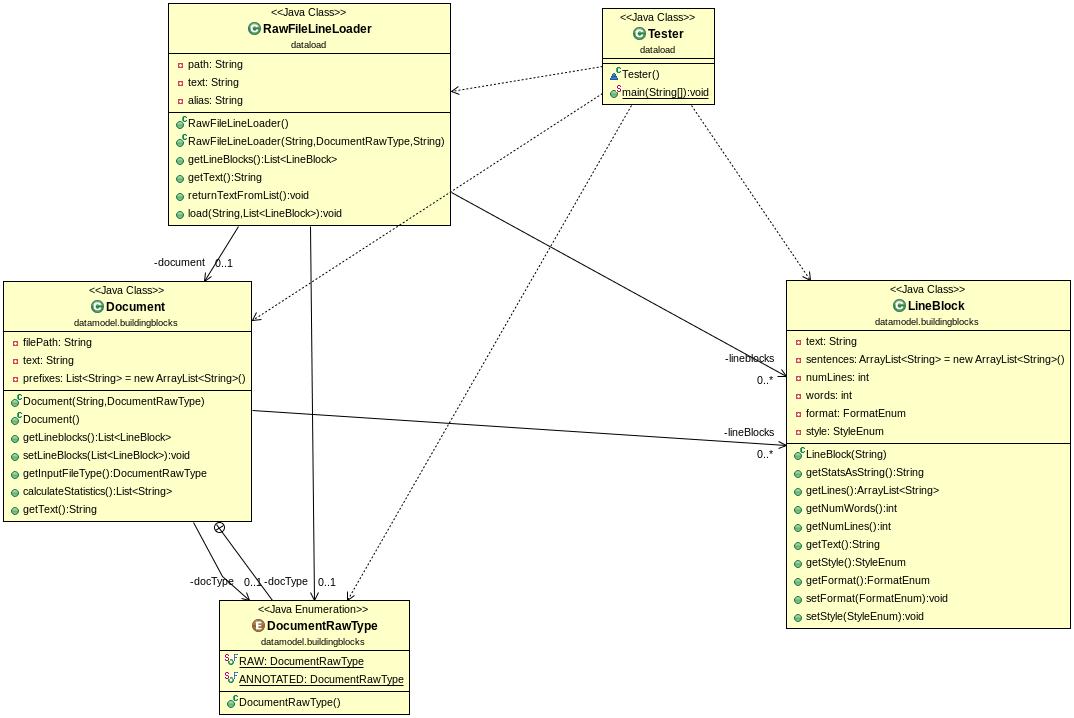 <<Java Class>>
RawFileLineLoader
dataload
path: String
text: String
alias: String
RawFileLineLoader()
RawFileLineLoader(String,DocumentRawType,String)
getLineBlocks():List<LineBlock>
getText():String
returnTextFromList():void
load(String,List<LineBlock>):void
<<Java Class>>
Tester
dataload
Tester()
main(String[]):void
-document 0..1
<<Java Class>>
Document
datamodel.buildingblocks
filePath: String
text: String
prefixes: List<String> = new ArrayList<String>()
Document(String,DocumentRawType)
Document()
getLineblocks():List<LineBlock>
setLineBlocks(List<LineBlock>):void
getInputFileType():DocumentRawType
calculateStatistics():List<String>
getText():String
-lineblocks
0..*
-lineBlocks
0..*
<<Java Class>>
LineBlock
datamodel.buildingblocks
text: String
sentences: ArrayList<String> = new ArrayList<String>()
numLines: int
words: int
format: FormatEnum
style: StyleEnum
LineBlock(String)
getStatsAsString():String
getLines():ArrayList<String>
getNumWords():int
getNumLines():int
getText():String
getStyle():StyleEnum
getFormat():FormatEnum
setFormat(FormatEnum):void
setStyle(StyleEnum):void
-docType 0..1 -docType 0..1
<<Java Enumeration>>
DocumentRawType
datamodel.buildingblocks
RAW: DocumentRawType
ANNOTATED: DocumentRawType
DocumentRawType()